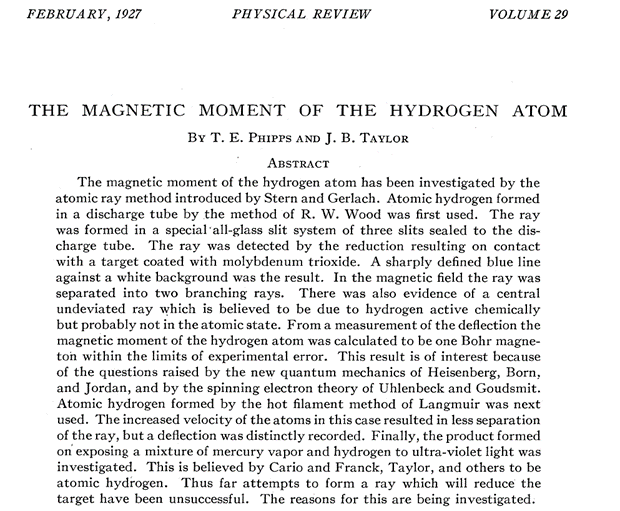 FEBRUARY, 1927 PHYSICAL REVIEW VOLUME 29
THE MAGNETIC MOMENT OF THE HYDROGEN ATOM
BY T. E. PHIPPS AND J. B. TAYLOR
ABSTRACT
The magnetic moment of the hydrogen atom has been investigated by the
atomic ray method introduced by Stern and Gerlach. Atomic hydrogen formed
in a discharge tube by the method of R. W. Wood was first used. The ray
was formed in a special all-glass slit system of three slits sealed to the dis-
charge tube. The ray was detected by the reduction resulting on contact
with a target coated with molybdenum trioxide. A sharply defined blue line
against a white background was the result. In the magnetic field the ray was
separated into two branching rays. There was also evidence of a central
undeviated ray which is believed to be due to hydrogen active chemically
but probably not in the atomic state. From a measurement of the deflection the
magnetic moment of the hydrogen atom was calculated to be one Bohr magne-
ton within the limits of experimental error. This result is of interest because
of the questions raised by the new quantum mechanics of Heisenberg, Born,
and Jordan, and by the spinning electron theory of Uhlenbeck and Goudsmit.
Atomic hydrogen formed by the hot filament method of Langmuir was next
used. The increased velocity of the atoms in this case resulted in less separation
of the ray, but a deflection was distinctly recorded. Finally, the product formed
on exposing a mixture of mercury vapor and hydrogen to ultra-violet light was
investigated. This is believed by Cario and Franck, Taylor, and others to be
atomic hydrogen. Thus far attempts to form a ray which will reduce the
target have been unsuccessful. The reasons for this are being investigated.